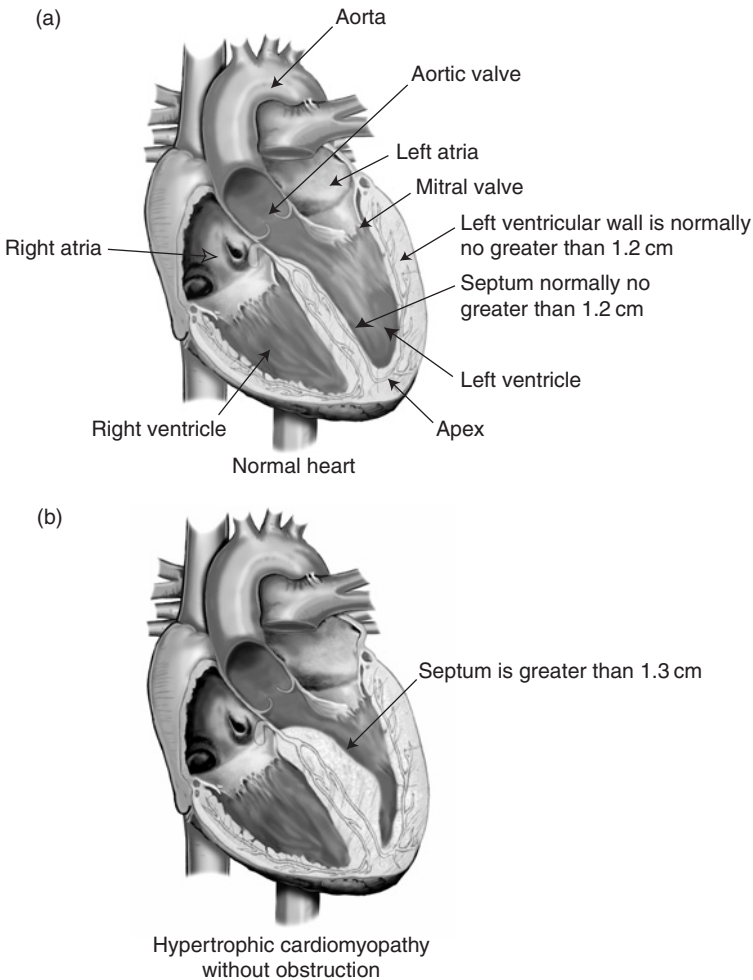 (a)
Aorta
Aortic valve
Left atria
Mitral valve
Left ventricular wall is normally
no greater than 1.2 cm
Right atria
Septum normally no
greater than 1.2 cm
Left ventricle
Right ventricle
Apex
Normal heart
(b)
Septum is greater than 1.3 cm
Hypertrophic cardiomyopathy
without obstruction